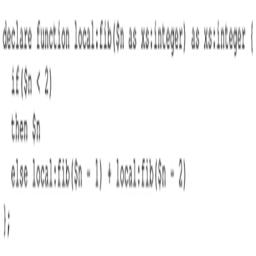 declare function local:fib($n as xs:integer) as xs:integer {
if($n < 2)
then $n
else local:fib($n - 1) + local:fib($n - 2)
};